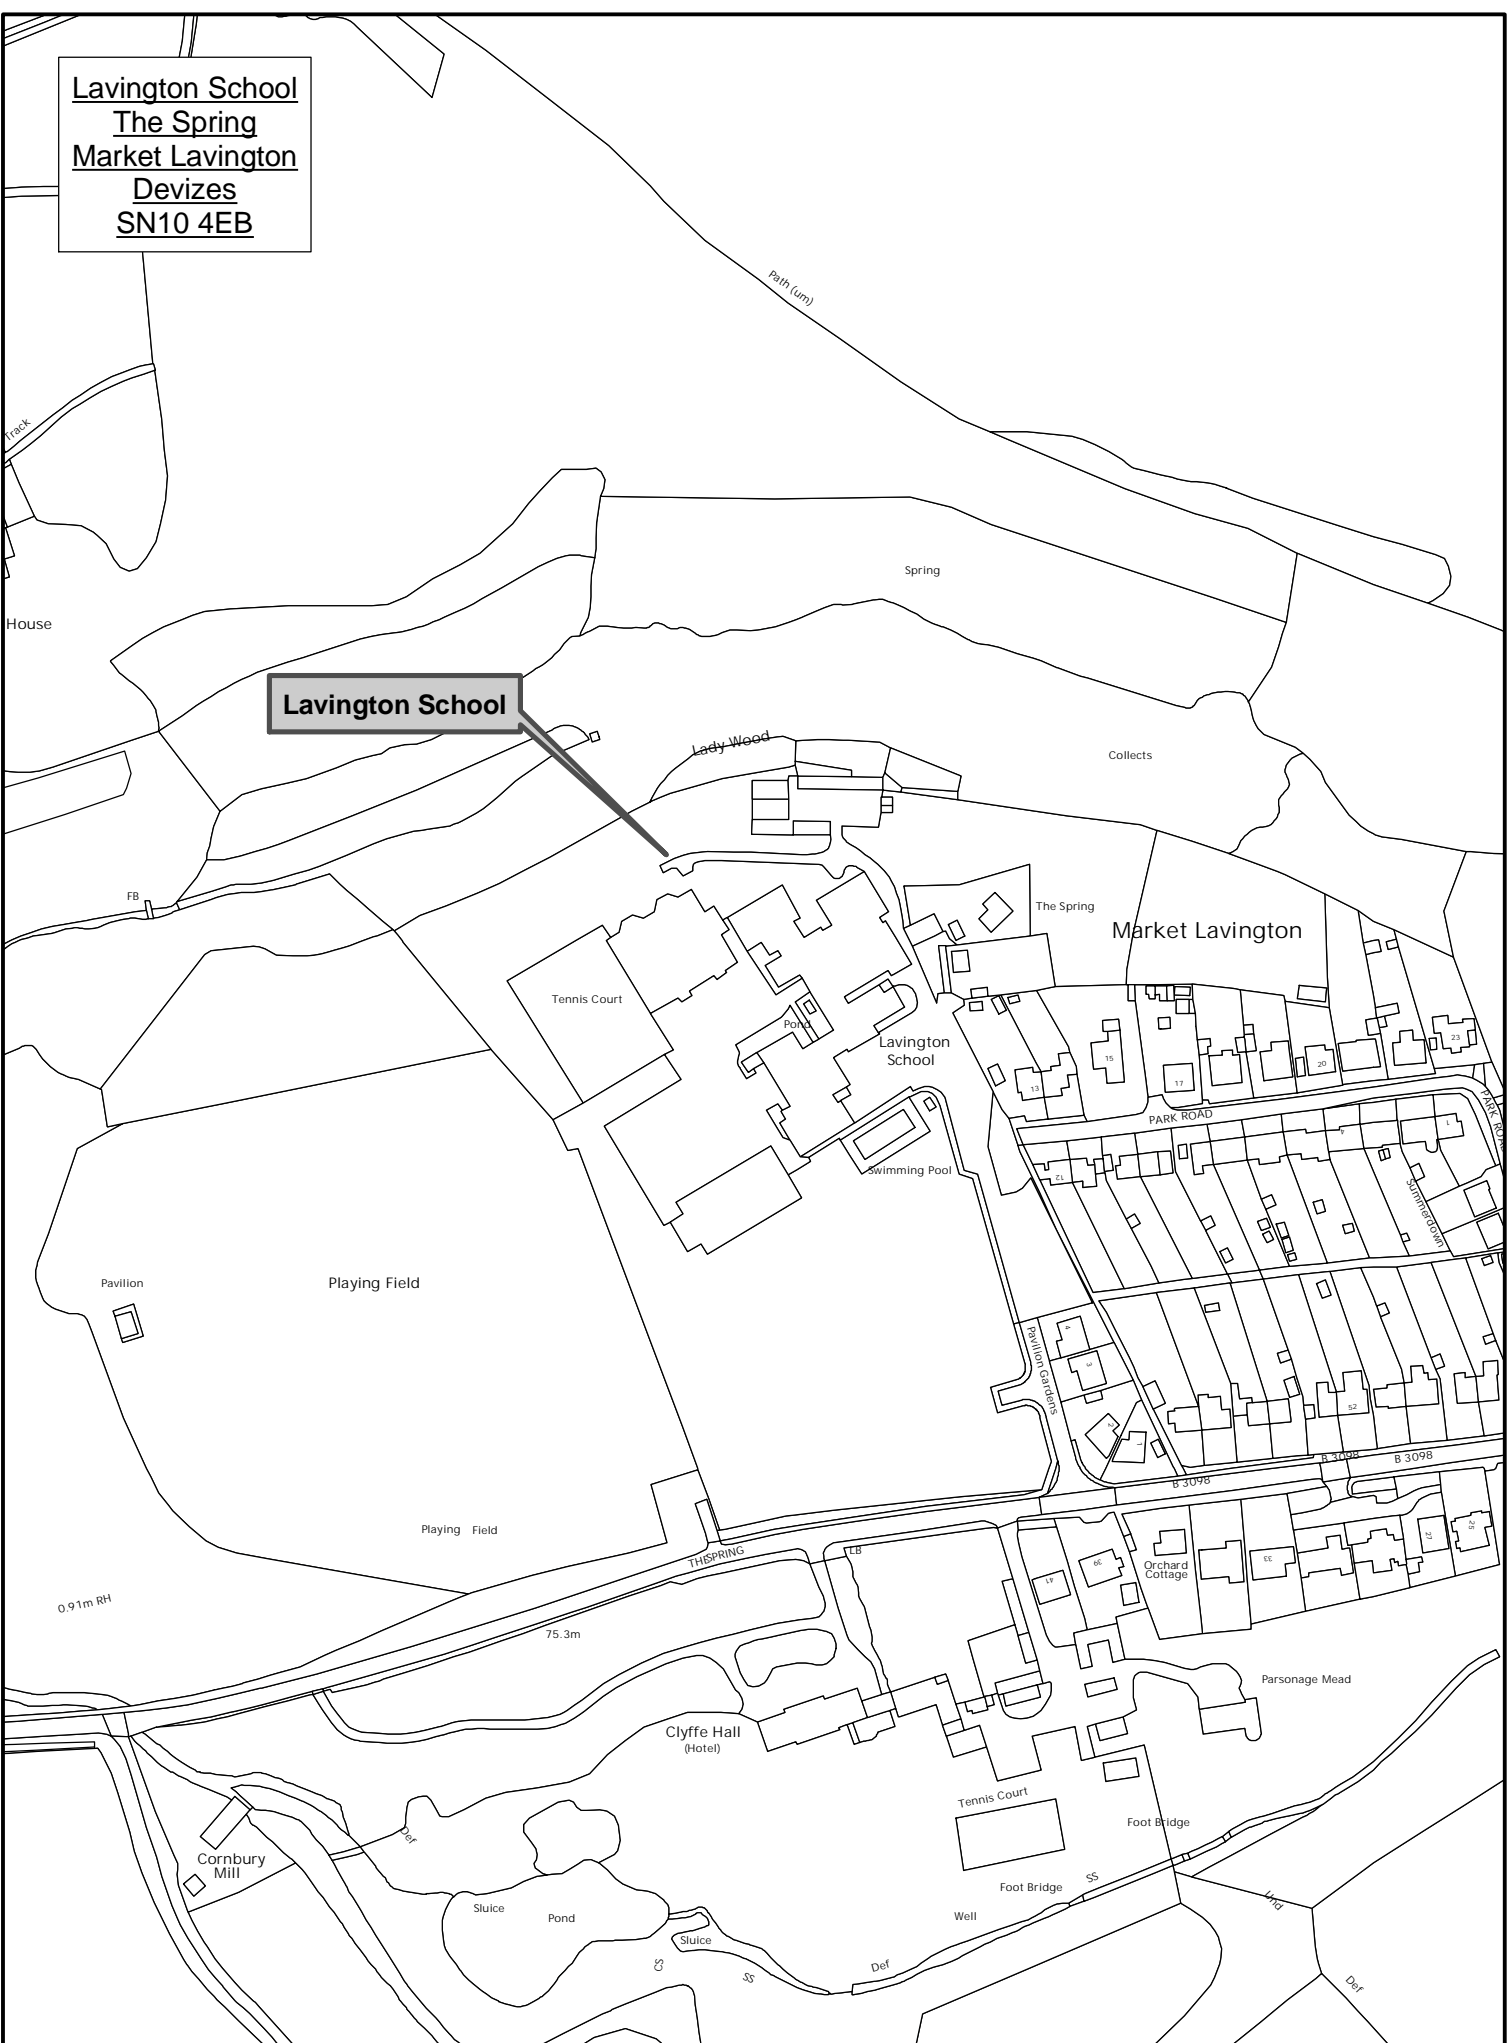 Lavington School
The Spring
Market Lavington
Devizes
SN10 4EB
Path (um)
Track
Spring
House
Lavington School
Lady Wood
Collects
FB
The Spring
Market Lavington
Tennis Court
Pond
Lavington
School
23
15
20
17
13
PARK ROAD
PARK ROAD
1
4
12
Swimming Pool
Summerdown
Pavilion
Playing Field
4
3
Pavilion Gardens
2
1
52
B 3098
B 3098
B 3098
Playing Field
THE SPRING
LB
27
25
39
41
33
Orchard
Cottage
0.91m RH
75.3m
Parsonage Mead
Clyffe Hall
(Hotel)
Tennis Court
Foot Bridge
Def
Cornbury
Mill
Foot Bridge
SS
Und
Sluice
Pond
Well
Sluice
CS
SS
Def
Def